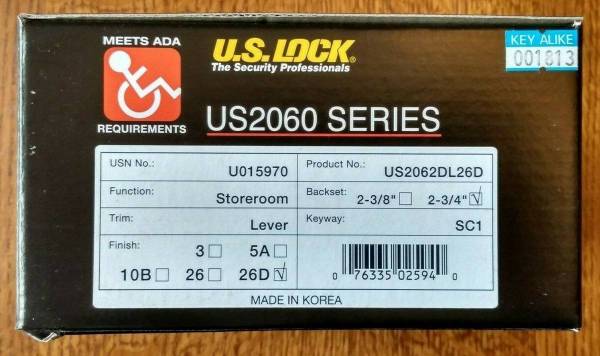 MEETS ADA
REQUIREMENTS
U.S. LOCK®
The Security Professionals
KEY ALIKE
001813
US2060 SERIES
USN No.: U015970
Product No.: US2062DL26D
Function: Storeroom
Backset: 2-3/8"☐ 2-3/4"☑
Trim: Lever
Keyway: SC1
Finish: 3☐ 5A☐
10B☐ 26☐ 26D☑
0 76335 02594 0
MADE IN KOREA